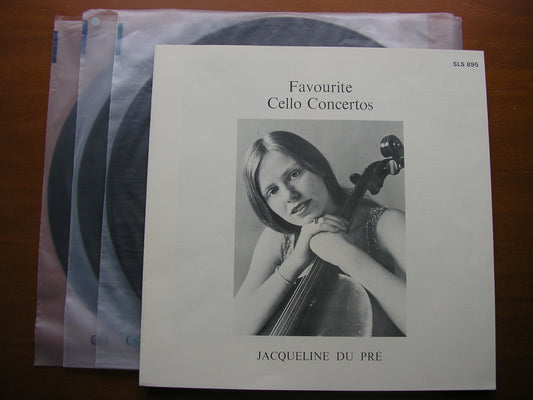 SLS 895
Favourite
Cello Concertos
JACQUELINE DU PRÉ